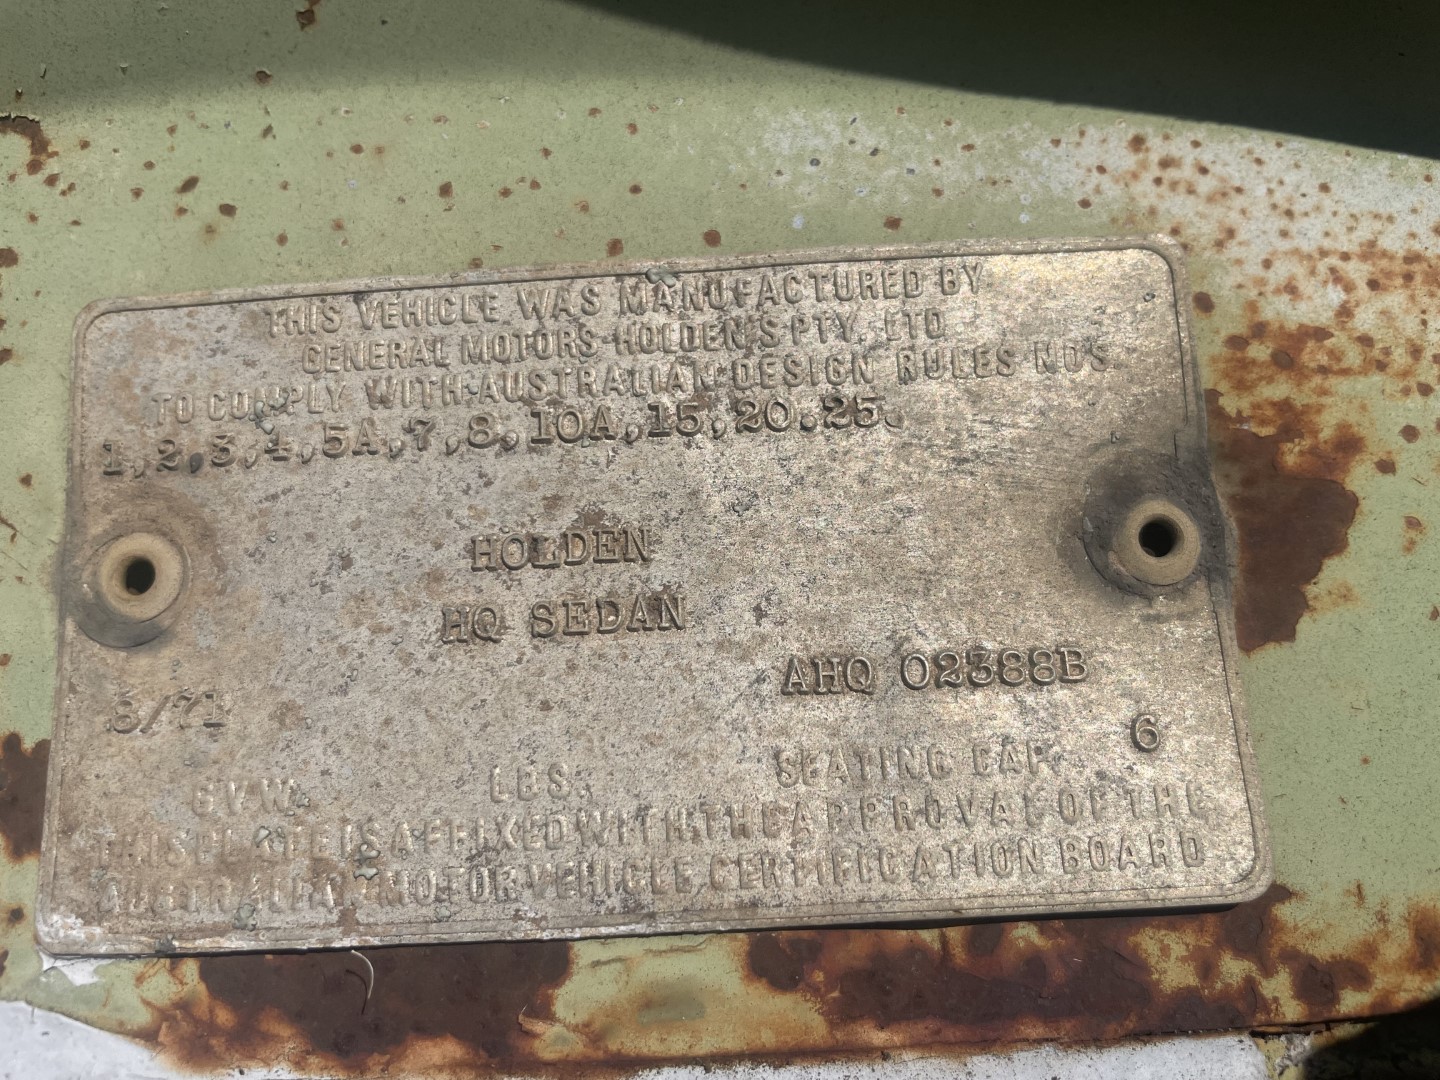 THIS VEHICLE WAS MANUFACTURED BY
GENERAL MOTORS-HOLDEN'S PTY. LTD
TO COMPLY WITH AUSTRALIAN DESIGN RULES NOS
1,2,3,4,5A,7,8,10A,15,20.25.
HOLDEN
HQ SEDAN
AHQ 02388B
8/71
6
G V W. LBS. SEATING CAP.
THIS PLATE IS AFFIXED WITH THE APPROVAL OF THE
AUSTRALIAN MOTOR VEHICLE CERTIFICATION BOARD